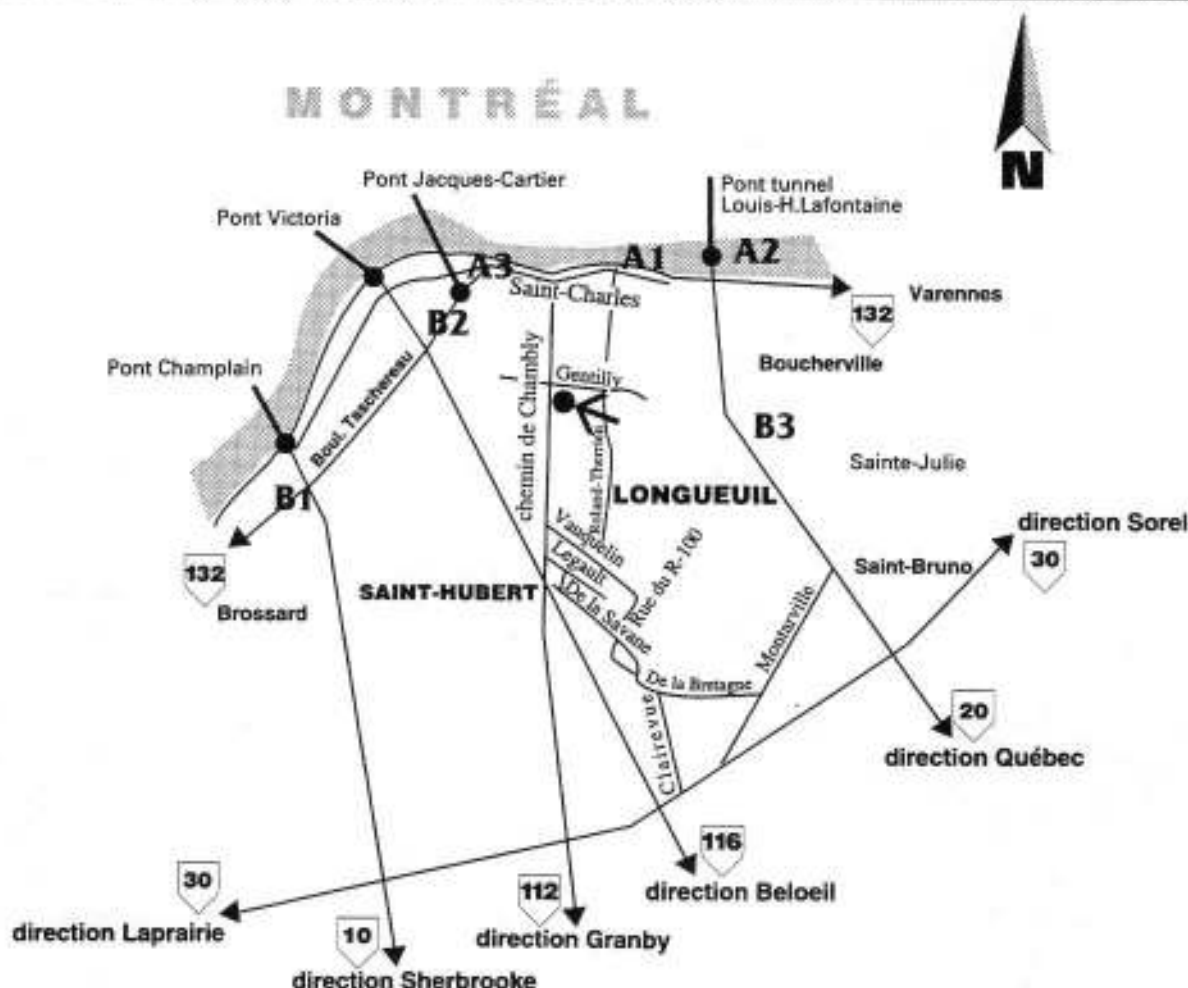 MONTRÉAL
N
Pont Jacques-Cartier
Pont tunnel
Louis-H.Lafontaine
Pont Victoria
A3
A1
A2
Saint-Charles
Varennes
132
B2
Boucherville
Pont Champlain
Boul. Taschereau
chemin de Chambly
Gentilly
B3
Sainte-Julie
B1
Roland-Therrien
LONGUEUIL
direction Sorel
30
132
Brossard
Vauquelin
Legault
De la Savane
Rue du R-100
SAINT-HUBERT
Saint-Bruno
Montarville
De la Bretagne
Clairevue
20
direction Québec
116
direction Beloeil
30
direction Laprairie
112
direction Granby
10
direction Sherbrooke